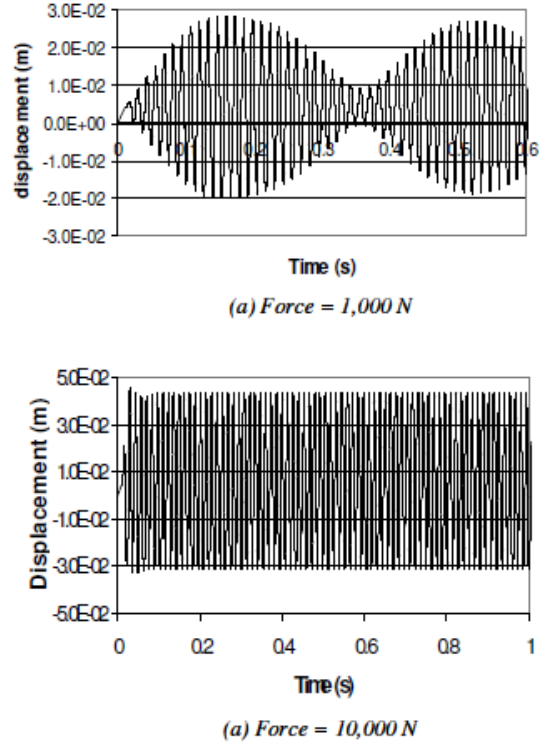 3.0E-02
2.0E-02
1.0E-02
0.0E+00
-1.0E-02
-2.0E-02
-3.0E-02
displacement (m)
0 0.1 0.2 0.3 0.4 0.5 0.6
Time (s)
(a) Force = 1,000 N
5.0E-02
3.0E-02
1.0E-02
-1.0E-02
-3.0E-02
-5.0E-02
Displacement (m)
0 0.2 0.4 0.6 0.8 1
Time (s)
(a) Force = 10,000 N